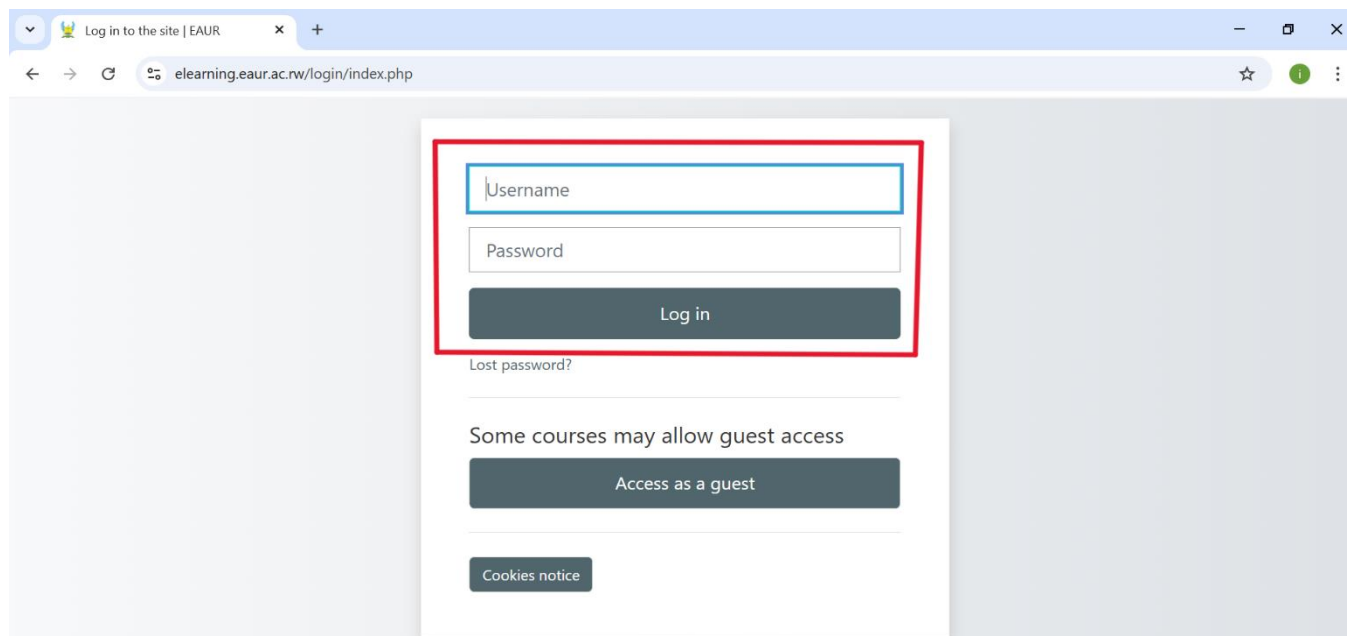 Log in to the site | EAUR
elearning.eaur.ac.rw/login/index.php
i
Username
Password
Log in
Lost password?
Some courses may allow guest access
Access as a guest
Cookies notice